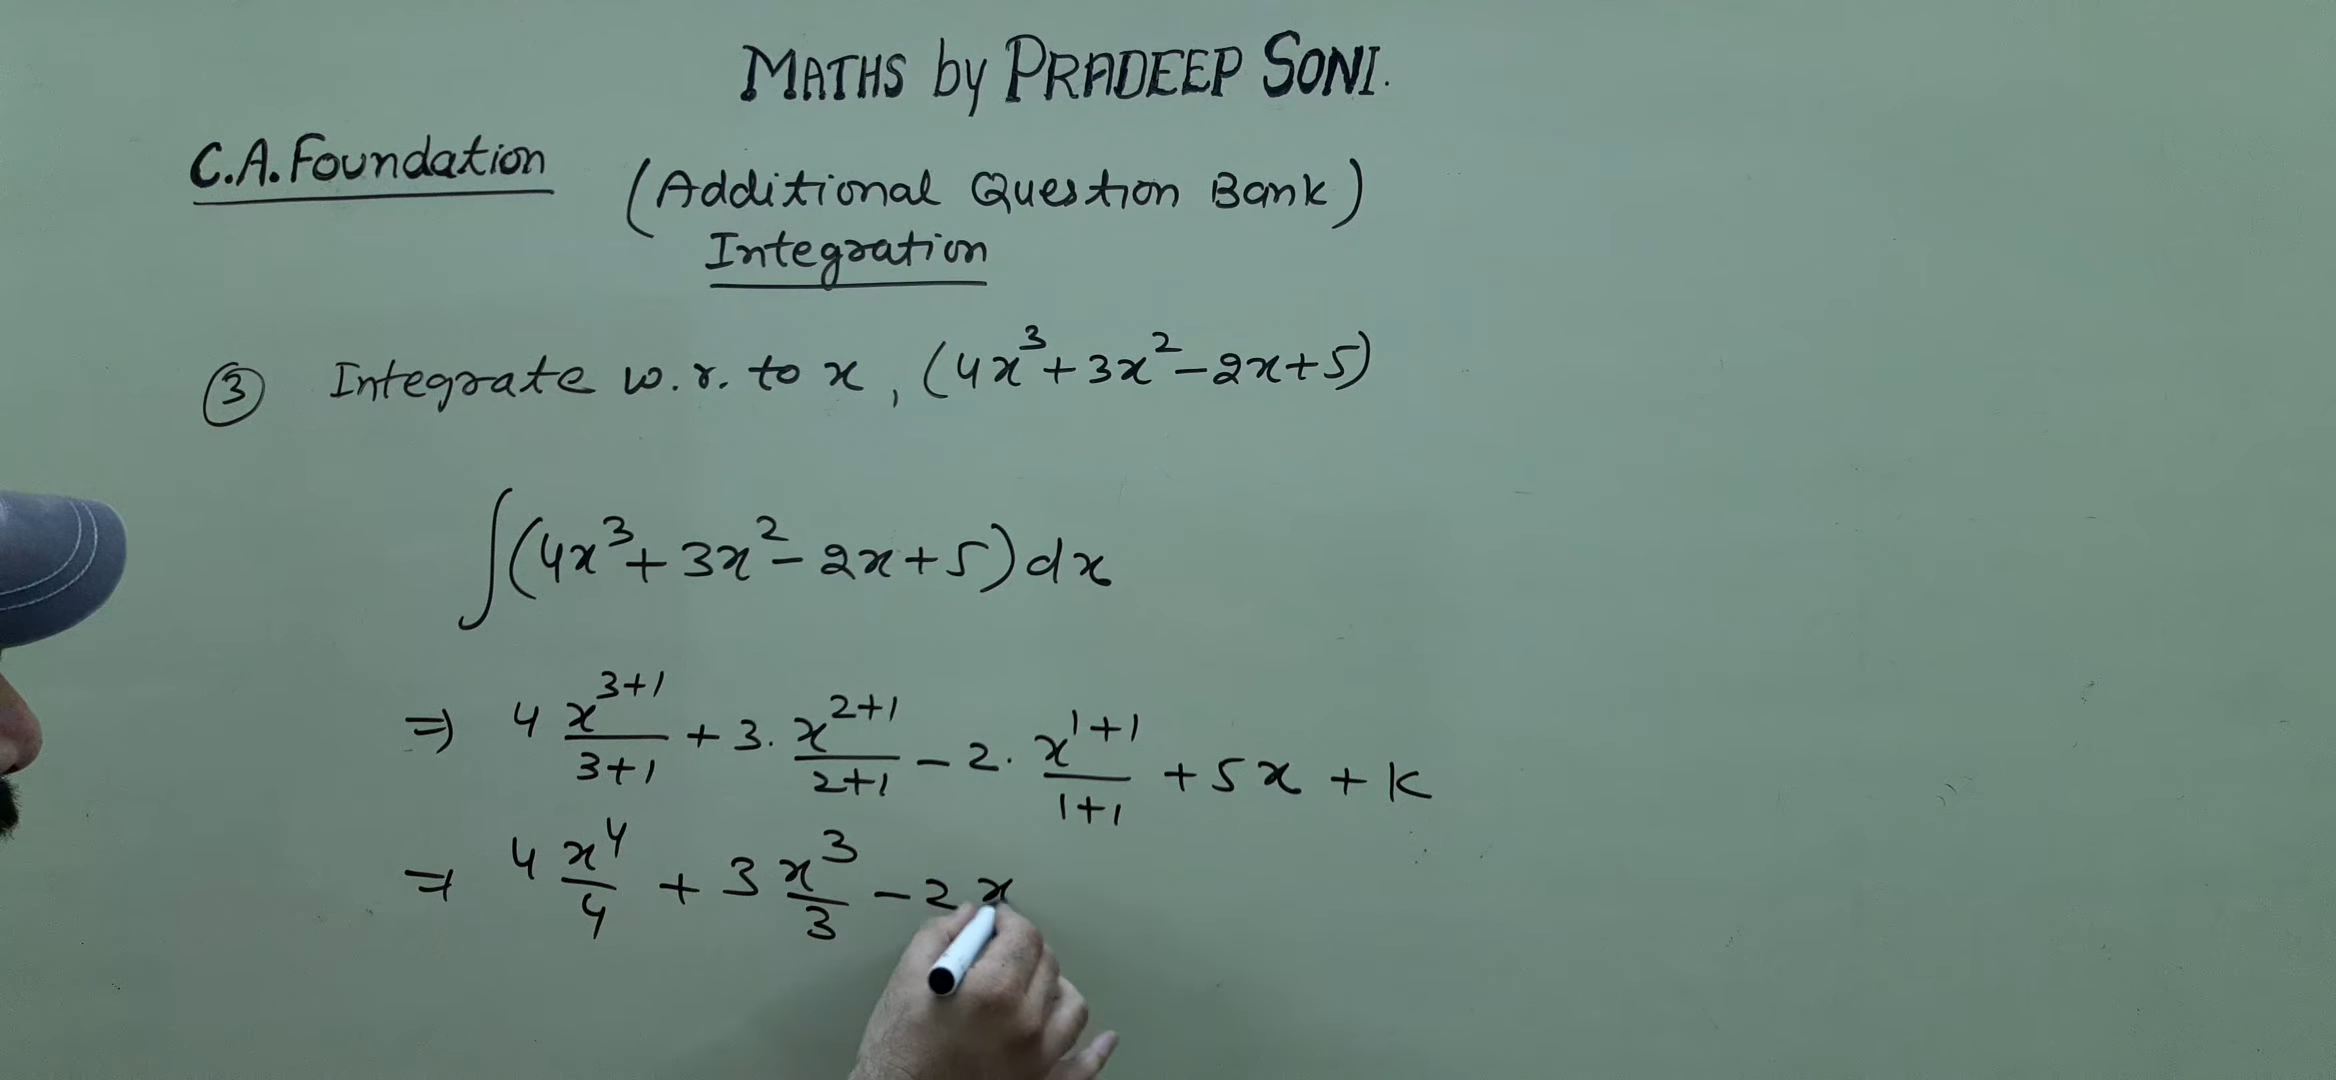 MATHS by PRADEEP SONI.
C.A. Foundation (Additional Question Bank)
Integration
③ Integrate w.r. to x, (4x³+3x²-2x+5)
∫(4x³+3x²-2x+5)dx
⇒ 4 x^(3+1)/(3+1) + 3. x^(2+1)/(2+1) - 2. x^(1+1)/(1+1) + 5x + k
⇒ 4 x⁴/4 + 3 x³/3 - 2 x